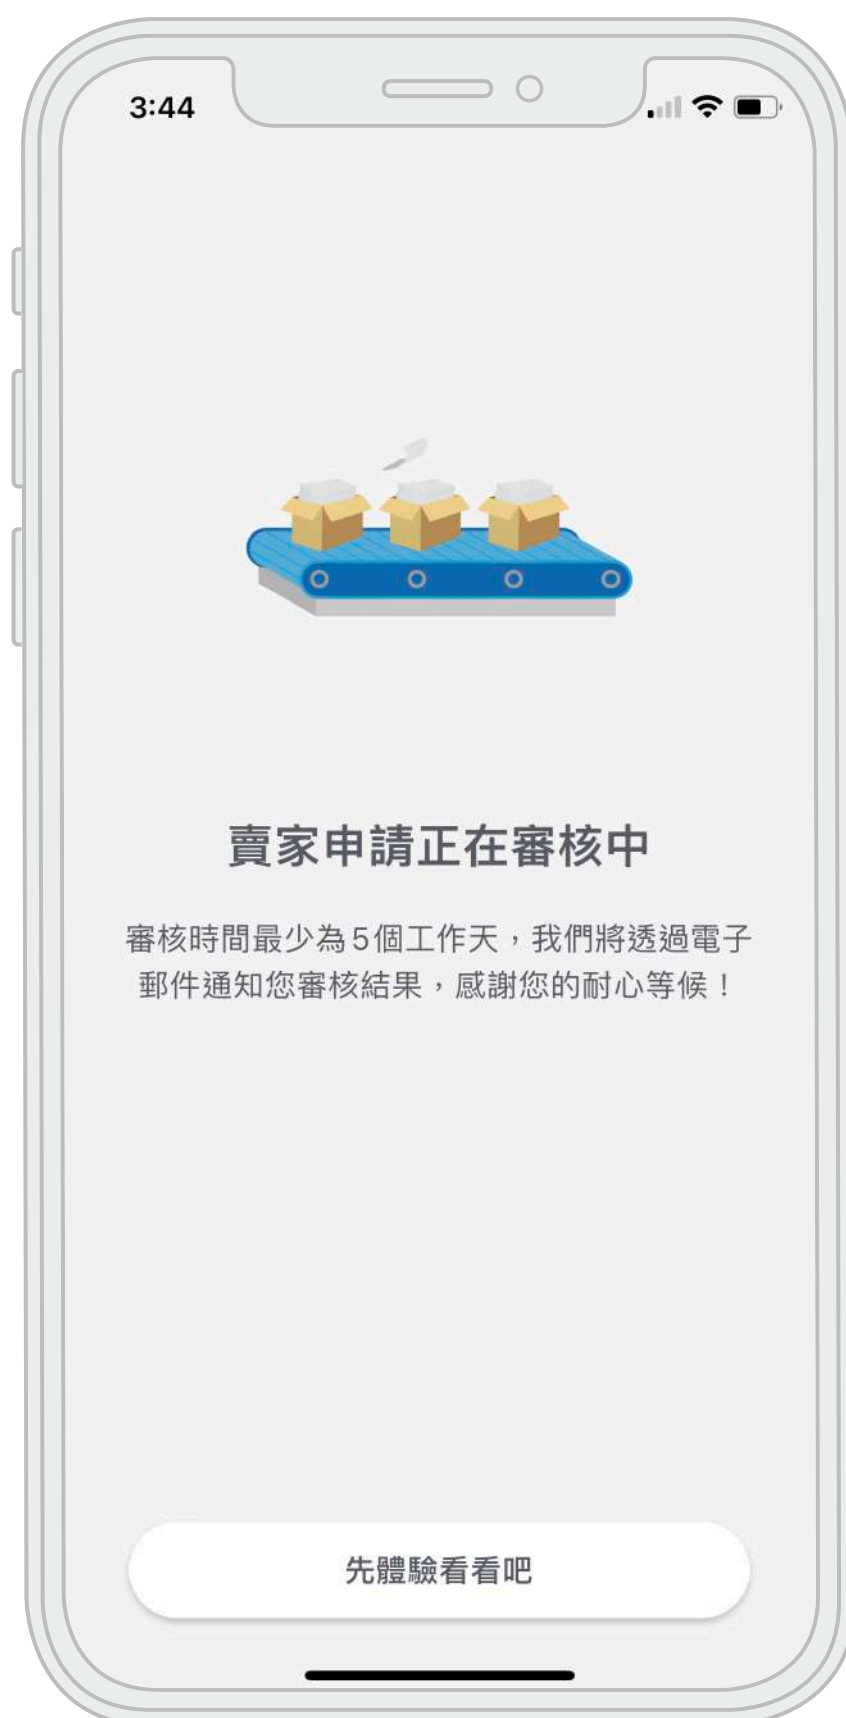 3:44
賣家申請正在審核中
審核時間最少為5個工作天，我們將透過電子
郵件通知您審核結果，感謝您的耐心等候！
先體驗看看吧